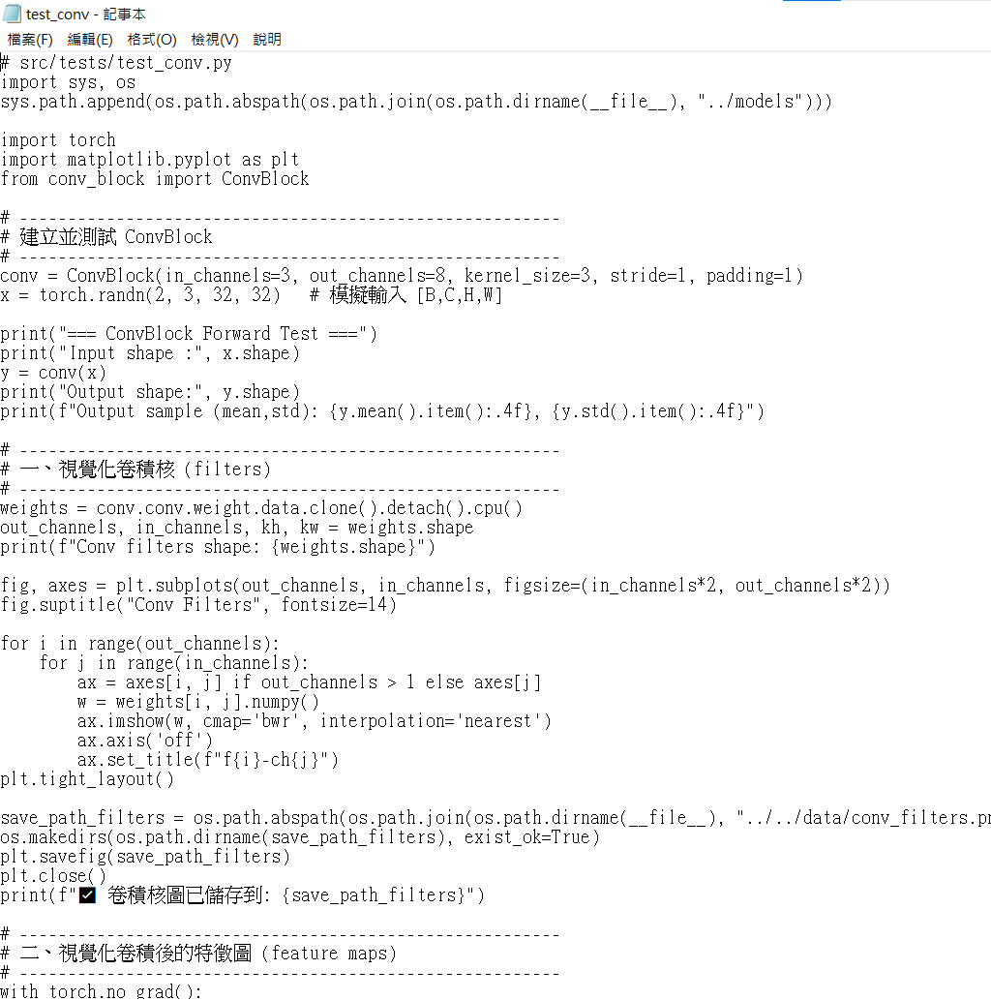 test_conv - 記事本
檔案(F) 編輯(E) 格式(O) 檢視(V) 說明
# src/tests/test_conv.py
import sys, os
sys.path.append(os.path.abspath(os.path.join(os.path.dirname(__file__), "../models")))
import torch
import matplotlib.pyplot as plt
from conv_block import ConvBlock
# --------------------------------------------------------
# 建立並測試 ConvBlock
# --------------------------------------------------------
conv = ConvBlock(in_channels=3, out_channels=8, kernel_size=3, stride=1, padding=1)
x = torch.randn(2, 3, 32, 32)   # 模擬輸入 [B,C,H,W]
print("=== ConvBlock Forward Test ===")
print("Input shape :", x.shape)
y = conv(x)
print("Output shape:", y.shape)
print(f"Output sample (mean,std): {y.mean().item():.4f}, {y.std().item():.4f}")
# --------------------------------------------------------
# 一、視覺化卷積核 (filters)
# --------------------------------------------------------
weights = conv.conv.weight.data.clone().detach().cpu()
out_channels, in_channels, kh, kw = weights.shape
print(f"Conv filters shape: {weights.shape}")
fig, axes = plt.subplots(out_channels, in_channels, figsize=(in_channels*2, out_channels*2))
fig.suptitle("Conv Filters", fontsize=14)
for i in range(out_channels):
    for j in range(in_channels):
        ax = axes[i, j] if out_channels > 1 else axes[j]
        w = weights[i, j].numpy()
        ax.imshow(w, cmap='bwr', interpolation='nearest')
        ax.axis('off')
        ax.set_title(f"f{i}-ch{j}")
plt.tight_layout()
save_path_filters = os.path.abspath(os.path.join(os.path.dirname(__file__), "../../data/conv_filters.pn
os.makedirs(os.path.dirname(save_path_filters), exist_ok=True)
plt.savefig(save_path_filters)
plt.close()
print(f"✅ 卷積核圖已儲存到: {save_path_filters}")
# --------------------------------------------------------
# 二、視覺化卷積後的特徵圖 (feature maps)
# --------------------------------------------------------
with torch.no_grad():